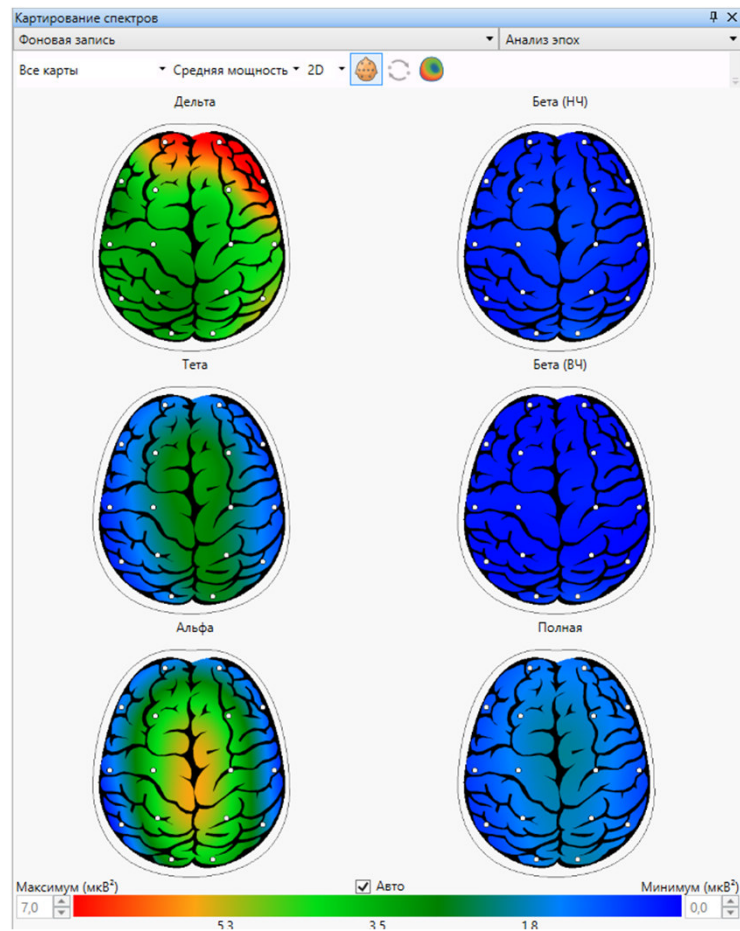 Картирование спектров
Фоновая запись Анализ эпох
Все карты Средняя мощность 2D
Дельта Бета (НЧ)
Тета Бета (ВЧ)
Альфа Полная
Максимум (мкВ²) Авто Минимум (мкВ²)
7,0 0,0
5,3 3,5 1,8